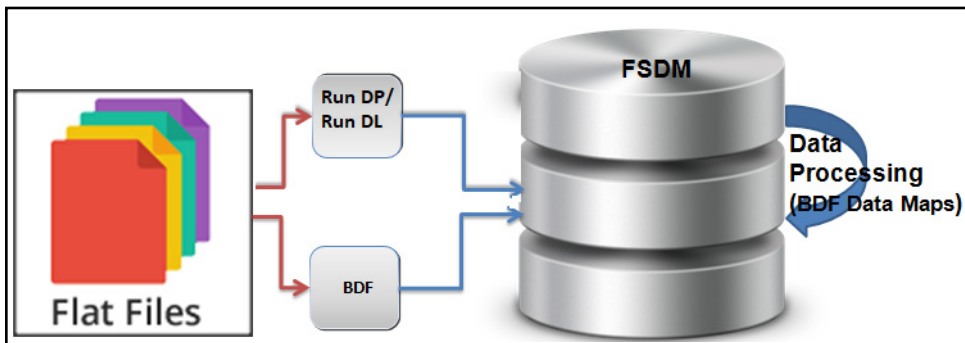 Flat Files
Run DP/
Run DL
BDF
FSDM
Data
Processing
(BDF Data Maps)